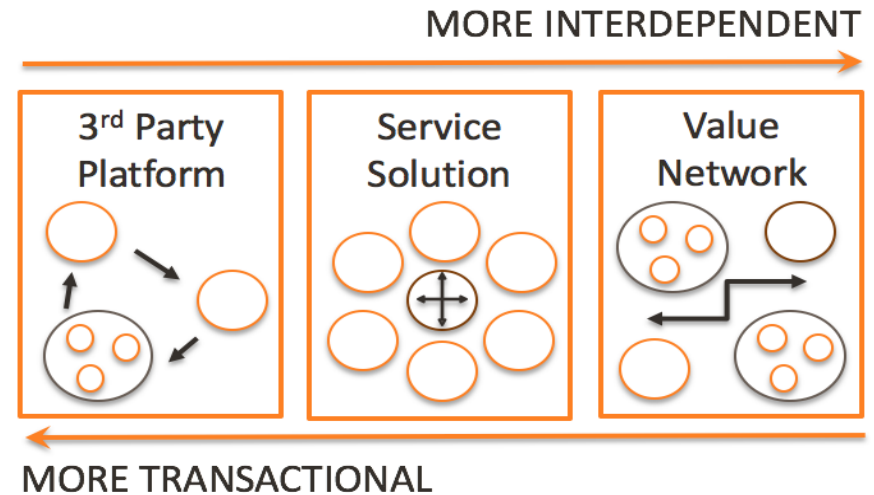 MORE INTERDEPENDENT
3rd Party
Platform
Service
Solution
Value
Network
MORE TRANSACTIONAL